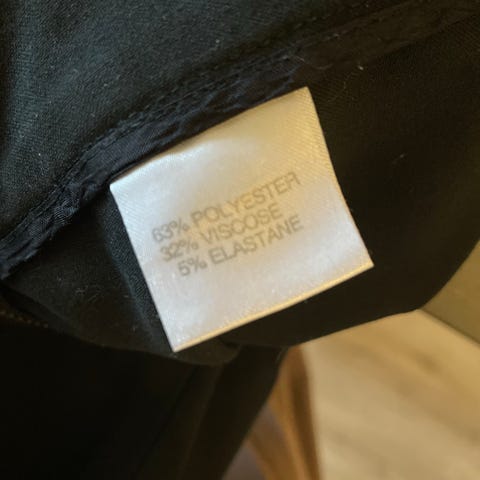 63% POLYESTER
32% VISCOSE
5% ELASTANE